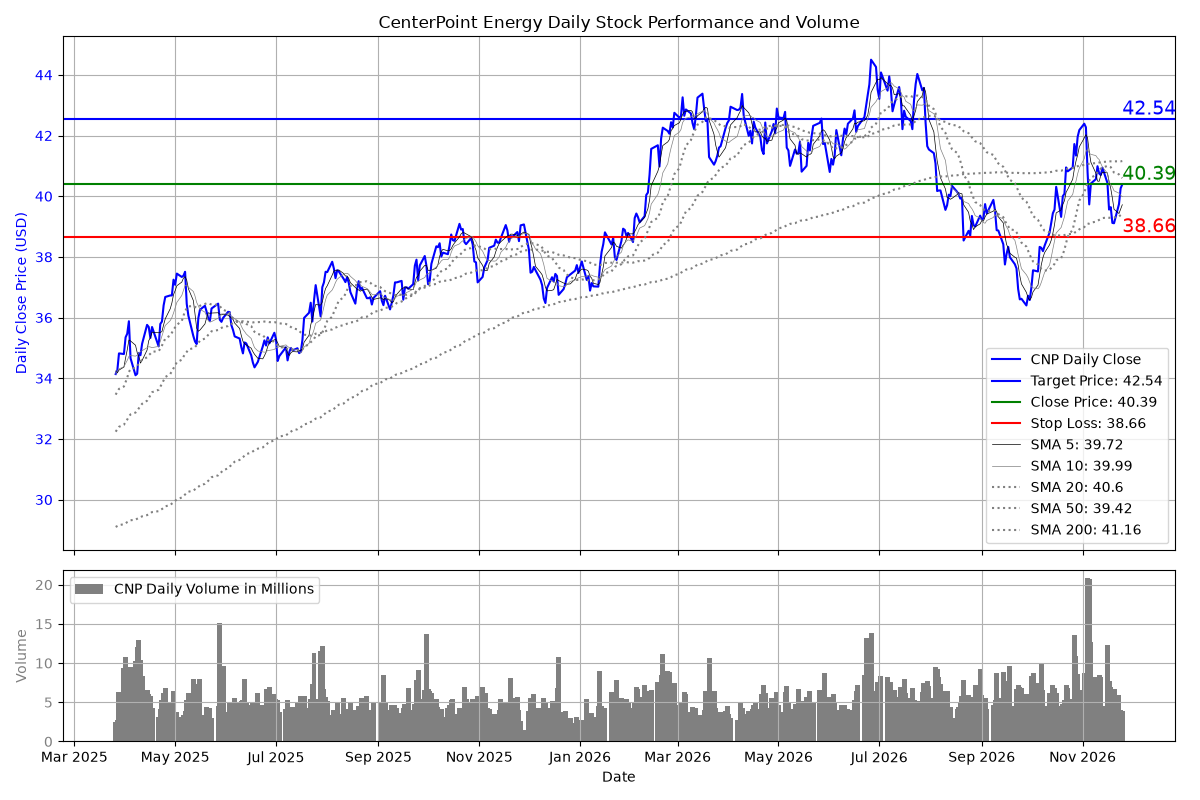 CenterPoint Energy Daily Stock Performance and Volume
Daily Close Price (USD)
44
42
40
38
36
34
32
30
42.54
40.39
38.66
CNP Daily Close
Target Price: 42.54
Close Price: 40.39
Stop Loss: 38.66
SMA 5: 39.72
SMA 10: 39.99
SMA 20: 40.6
SMA 50: 39.42
SMA 200: 41.16
Volume
20
15
10
5
0
CNP Daily Volume in Millions
Mar 2025 May 2025 Jul 2025 Sep 2025 Nov 2025 Jan 2026 Mar 2026 May 2026 Jul 2026 Sep 2026 Nov 2026
Date